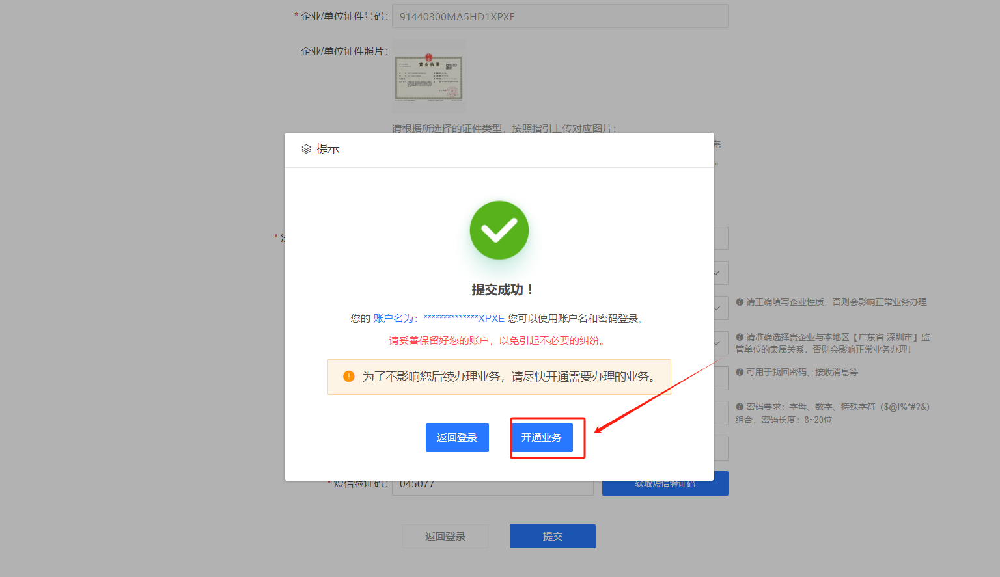 * 企业/单位证件号码:
91440300MA5HD1XPXE
企业/单位证件照片:
营业执照
请根据所选择的证件类型，按照指引上传对应图片：
完
。
提示
*
提交成功！
请正确填写企业性质，否则会影响正常业务办理
您的 账户名为：**************XPXE 您可以使用账户名和密码登录。
请妥善保留好您的账户，以免引起不必要的纠纷。
请准确选择贵企业与本地区【广东省-深圳市】监
管单位的隶属关系，否则会影响正常业务办理！
为了不影响您后续办理业务，请尽快开通需要办理的业务。
可用于找回密码、接收消息等
密码要求：字母、数字、特殊字符（$@!%*#?&）
组合，密码长度：8~20位
返回登录
开通业务
* 短信验证码:
045077
获取短信验证码
返回登录
提交